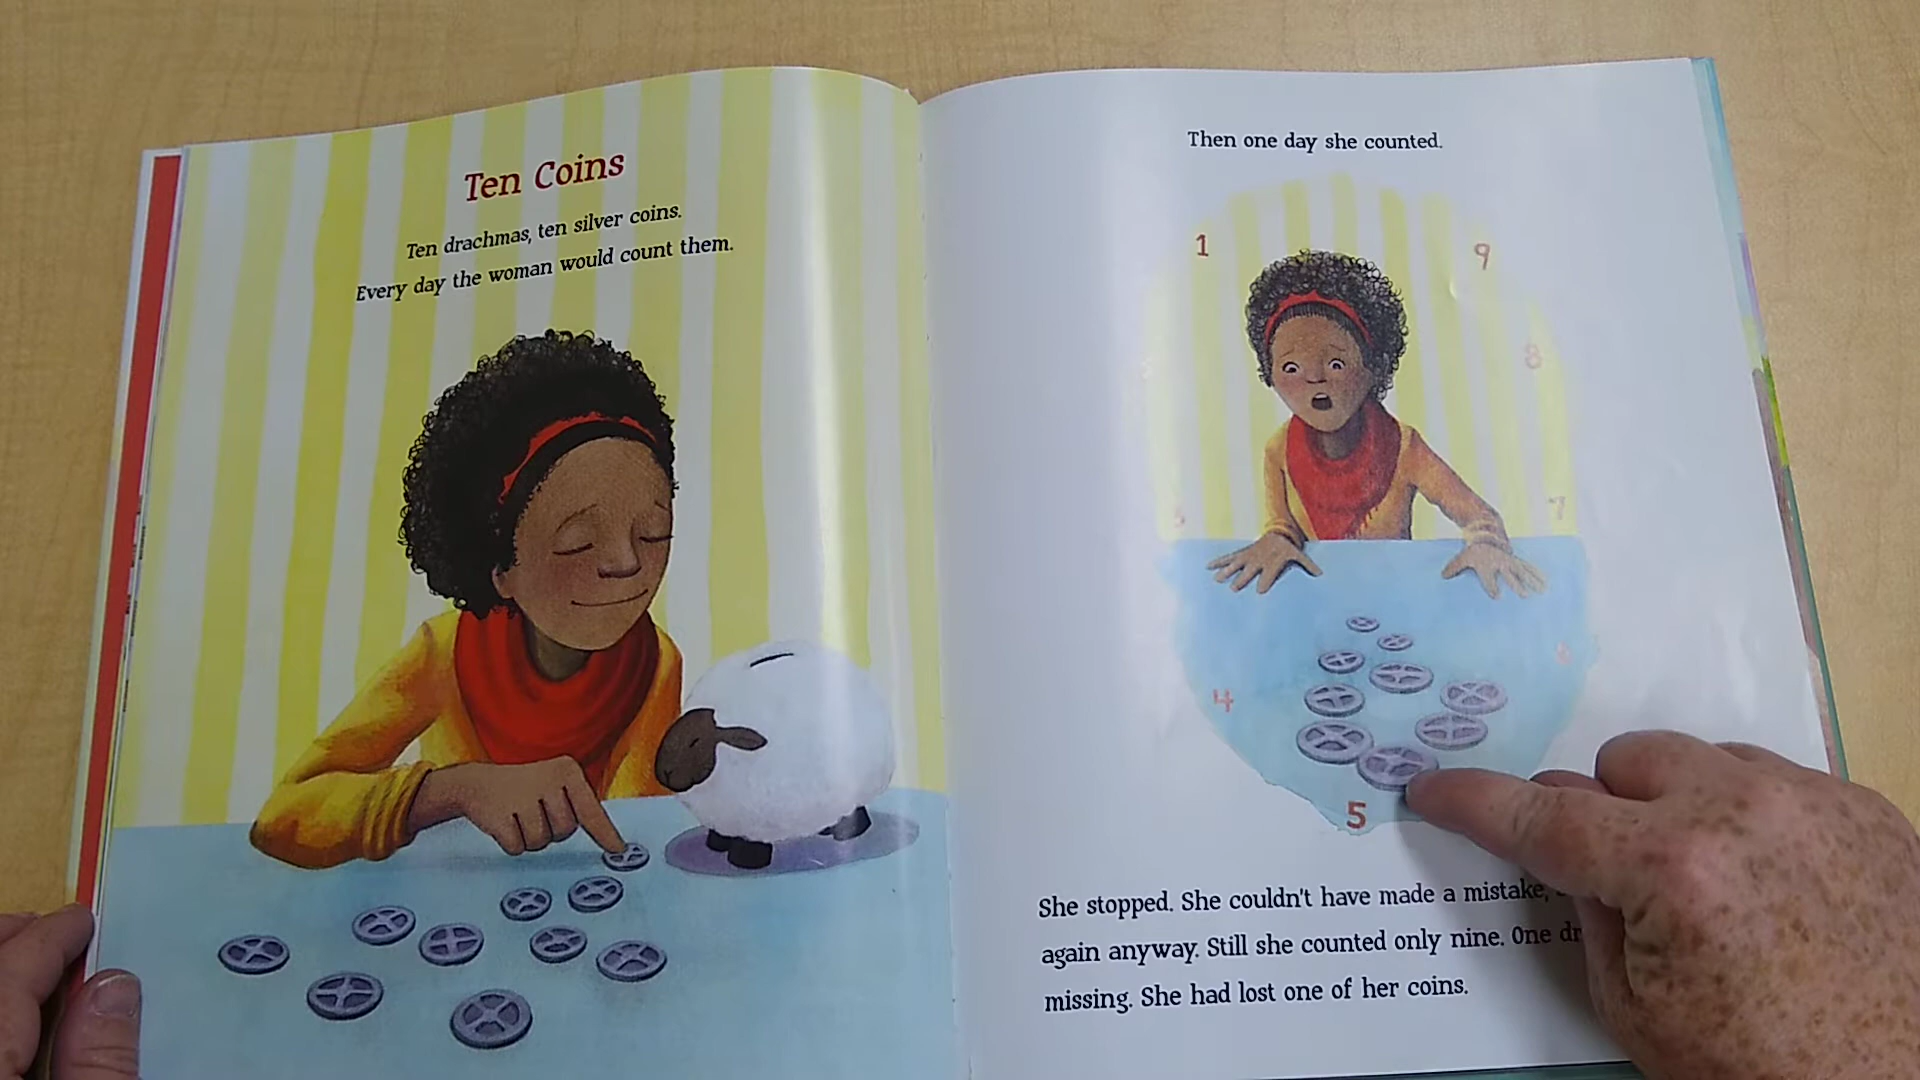 Ten Coins
Ten drachmas, ten silver coins.
Every day the woman would count them.
Then one day she counted.
1
9
8
7
4
5
She stopped. She couldn't have made a mistake,
again anyway. Still she counted only nine. One dr
missing. She had lost one of her coins.